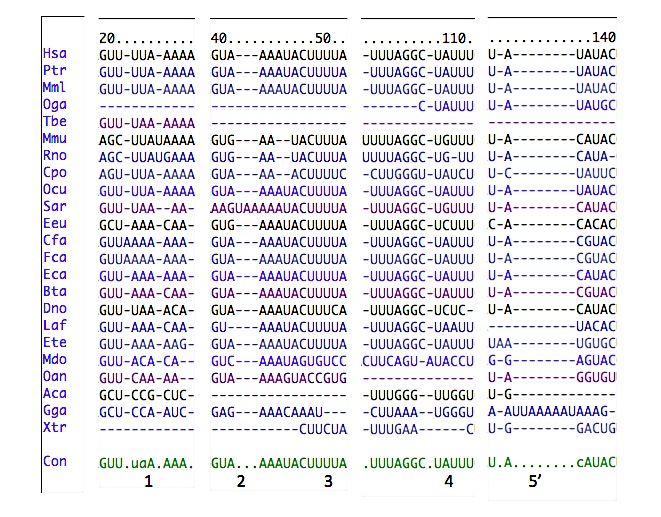 20..........  40.........50..  .........110.  .............140
Hsa GUU-UUA-AAAA GUA---AAAUACUUUUA -UUUAGGC-UAUUU U-A--------UAUAC
Ptr GUU-UUA-AAAA GUA---AAAUACUUUUA -UUUAGGC-UAUUU U-A--------UAUAC
Mml GUU-UUA-AAAA GUA---AAAUACUUUUA -UUUAGGC-UAUUU U-A--------UAUAC
Oga ------------ ----------------- -------C-UAUUU U-A--------UAUGC
Tbe GUU-UAA-AAAA ----------------- -------------- ----------------
Mmu AGC-UUAUAAAA GUG---AA--UACUUUA UUUUAGGC-UGUUU U-A--------CAUAC
Rno AGC-UUAUGAAA GUG---AA--UACUUUA UUUUAGGC-UG-UU U-A--------CAUA-
Cpo AGU-UUA-AAAA GUA---AA--ACUUUUC -CUUGGGU-UAUCU U-C--------UAUUC
Ocu GUU-UUA-AAAA GUA---AAAUACUUUUA -UUUAGGC-UAUUU U-A--------UAUAC
Sar GUU-UAA--AA- AAGUAAAAAUACUUUUA -UUUAGGC-UGUUU U-A--------CAUAC
Eeu GCU-AAA-CAA- GUG---AAAUACUUUUA -UUUAGGC-UCUUU C-A--------CACAC
Cfa GUUAAAA-AAA- GUA---AAAUACUUUUA -UUUAGGC-UAUUU U-A--------CGUAC
Fca GUUAAAA-AAA- GUA---AAAUACUUUUA -UUUAGGC-UAUUU U-A--------CGUAC
Eca GUU-AAA-AAA- GUA---AAAUACUUUUA -UUUAGGC-UAUUU U-A--------CAUAC
Bta GUU-AAA-CAA- GUA---AAAUACUUUUA -UUUAGGC-UAUUU U-A--------CGUAC
Dno GUU-UAA-ACA- GUA---AAAUACUUUCA -UUUAGGC-UCUC- U-A--------CAUAC
Laf GUU-AAA-CAA- GU----AAAUACUUUUA -UUUAGGC-UAAUU -----------UACAC
Ete GUU-AAA-AAG- GUA---AAAUACUUUUA -UUUAGGC-UAUUU UAA--------UGUGC
Mdo GUU-ACA-CA-- GUC---AAAUAGUGUCC CUUCAGU-AUACCU G-G--------AGUAC
Oan GUU-CAA-AA-- GUA---AAAGUACCGUG -------------- U-A--------GGUGU
Aca GCU-CCG-CUC- ----------------- -UUUGGG--UUGGU U-G-------------
Gga GCU-CCA-AUC- GAG---AAACAAAU--- -CUUAAA--UGGGU A-AUUAAAAAUAAAG-
Xtr ------------ -----------CUUCUA -UUUGAA------C U-G--------GACUG
Con GUU.uaA.AAA. GUA...AAAUACUUUUA .UUUAGGC.UAUUU U.A........cAUAC
1 2 3 4 5’